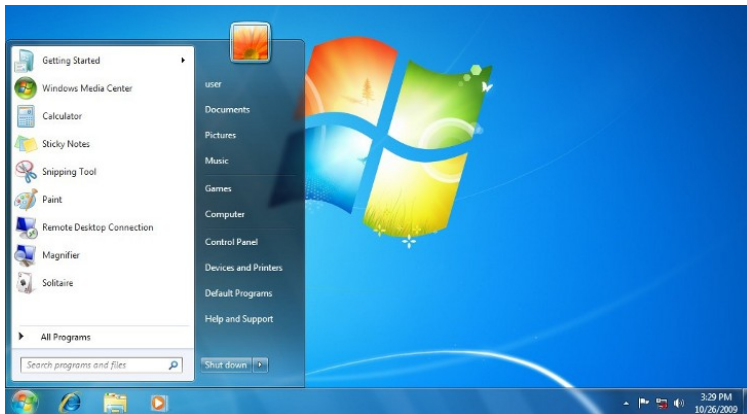 Getting Started
Windows Media Center
Calculator
Sticky Notes
Snipping Tool
Paint
Remote Desktop Connection
Magnifier
Solitaire
All Programs
Search programs and files
user
Documents
Pictures
Music
Games
Computer
Control Panel
Devices and Printers
Default Programs
Help and Support
Shut down
3:29 PM
10/26/2009